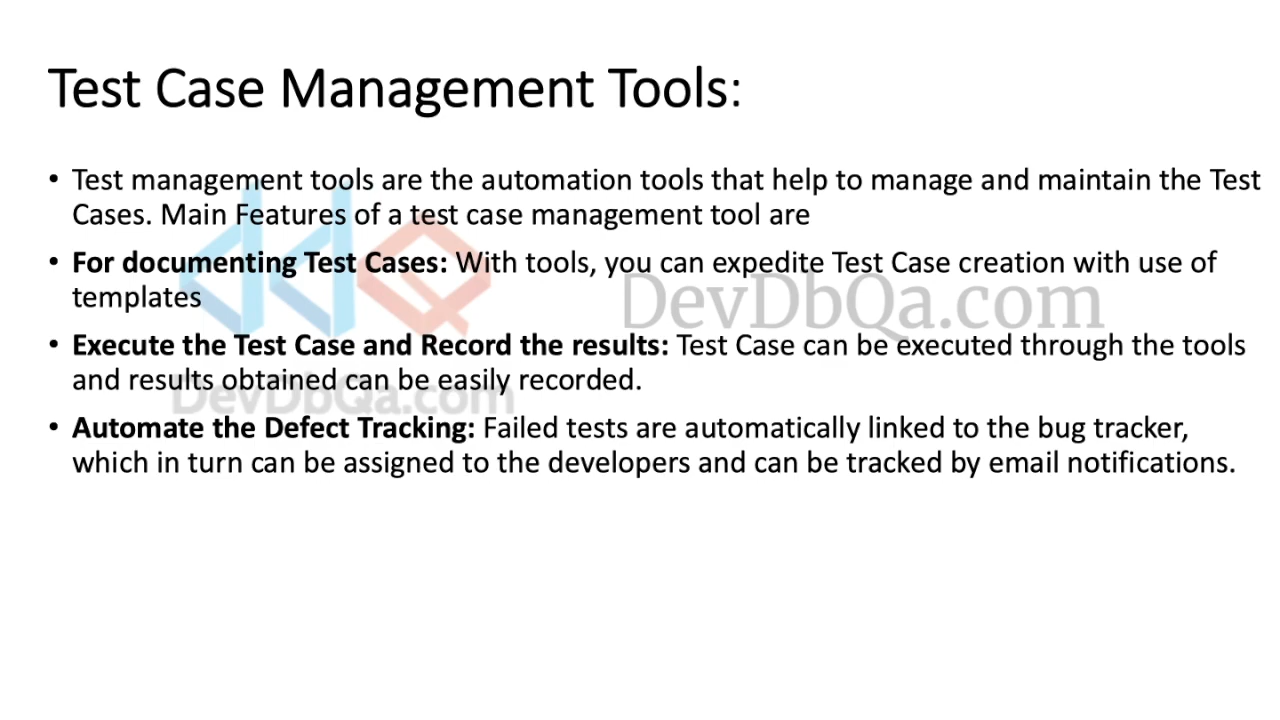 Test Case Management Tools:
• Test management tools are the automation tools that help to manage and maintain the Test
Cases. Main Features of a test case management tool are
• For documenting Test Cases: With tools, you can expedite Test Case creation with use of
templates
DevDbQa.com
• Execute the Test Case and Record the results: Test Case can be executed through the tools
and results obtained can be easily recorded.
DevDbQa.com
• Automate the Defect Tracking: Failed tests are automatically linked to the bug tracker,
which in turn can be assigned to the developers and can be tracked by email notifications.